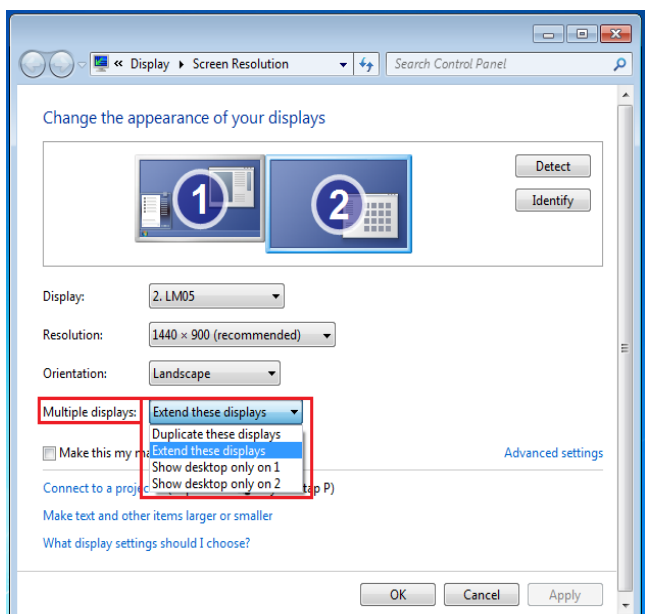 « Display ▸ Screen Resolution
Search Control Panel
Change the appearance of your displays
1
2
Detect
Identify
Display: 2. LM05
Resolution: 1440 × 900 (recommended)
Orientation: Landscape
Multiple displays: Extend these displays
Duplicate these displays
Extend these displays
Show desktop only on 1
Show desktop only on 2
Make this my
Advanced settings
Connect to a tap P)
Make text and other items larger or smaller
What display settings should I choose?
OK Cancel Apply